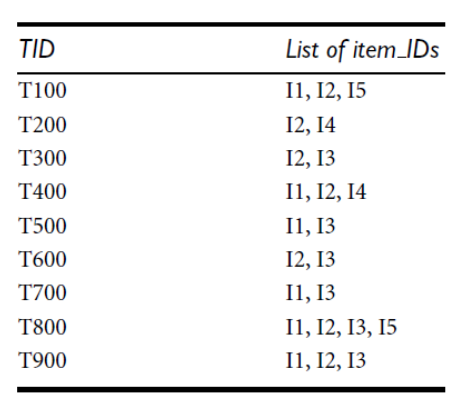 TID List of item_IDs
T100 I1, I2, I5
T200 I2, I4
T300 I2, I3
T400 I1, I2, I4
T500 I1, I3
T600 I2, I3
T700 I1, I3
T800 I1, I2, I3, I5
T900 I1, I2, I3